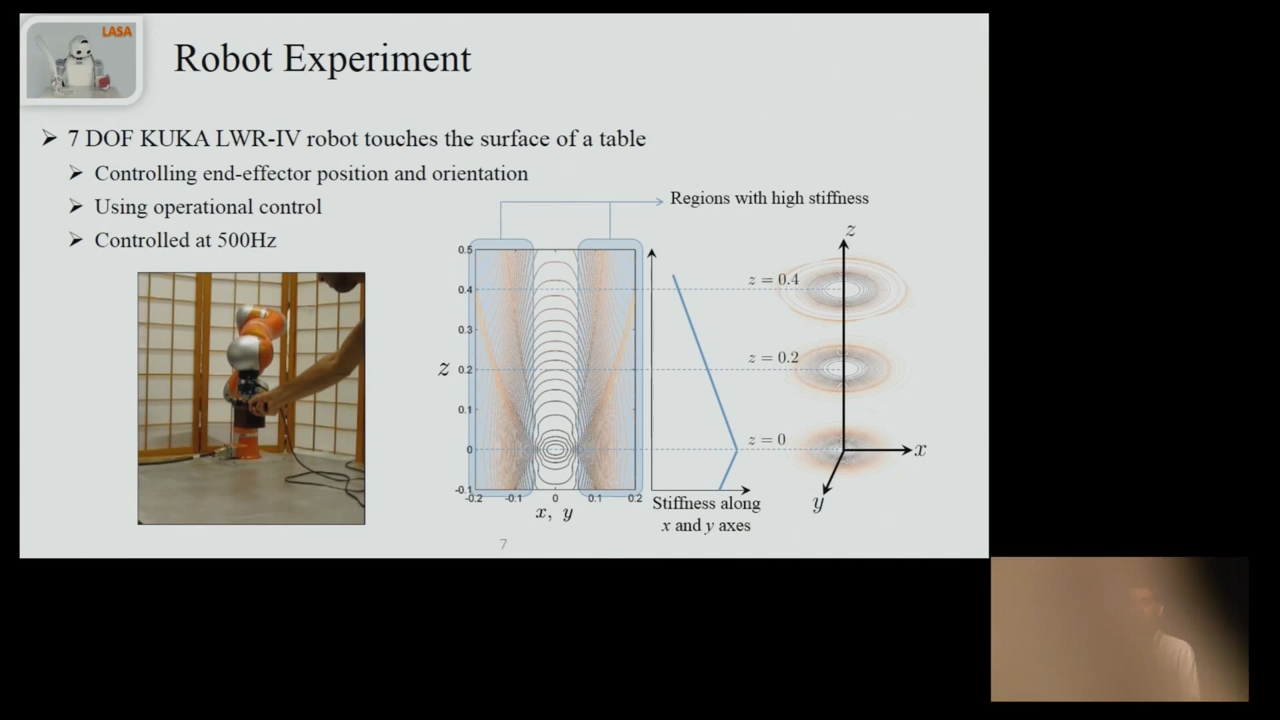 LASA
Robot Experiment
➢ 7 DOF KUKA LWR-IV robot touches the surface of a table
➢ Controlling end-effector position and orientation
➢ Using operational control
➢ Controlled at 500Hz
Regions with high stiffness
0.5
0.4
0.3
0.2
0.1
0
-0.1
z
-0.2 -0.1 0 0.1 0.2
x, y
Stiffness along
x and y axes
z
z = 0.4
z = 0.2
z = 0
x
y
7